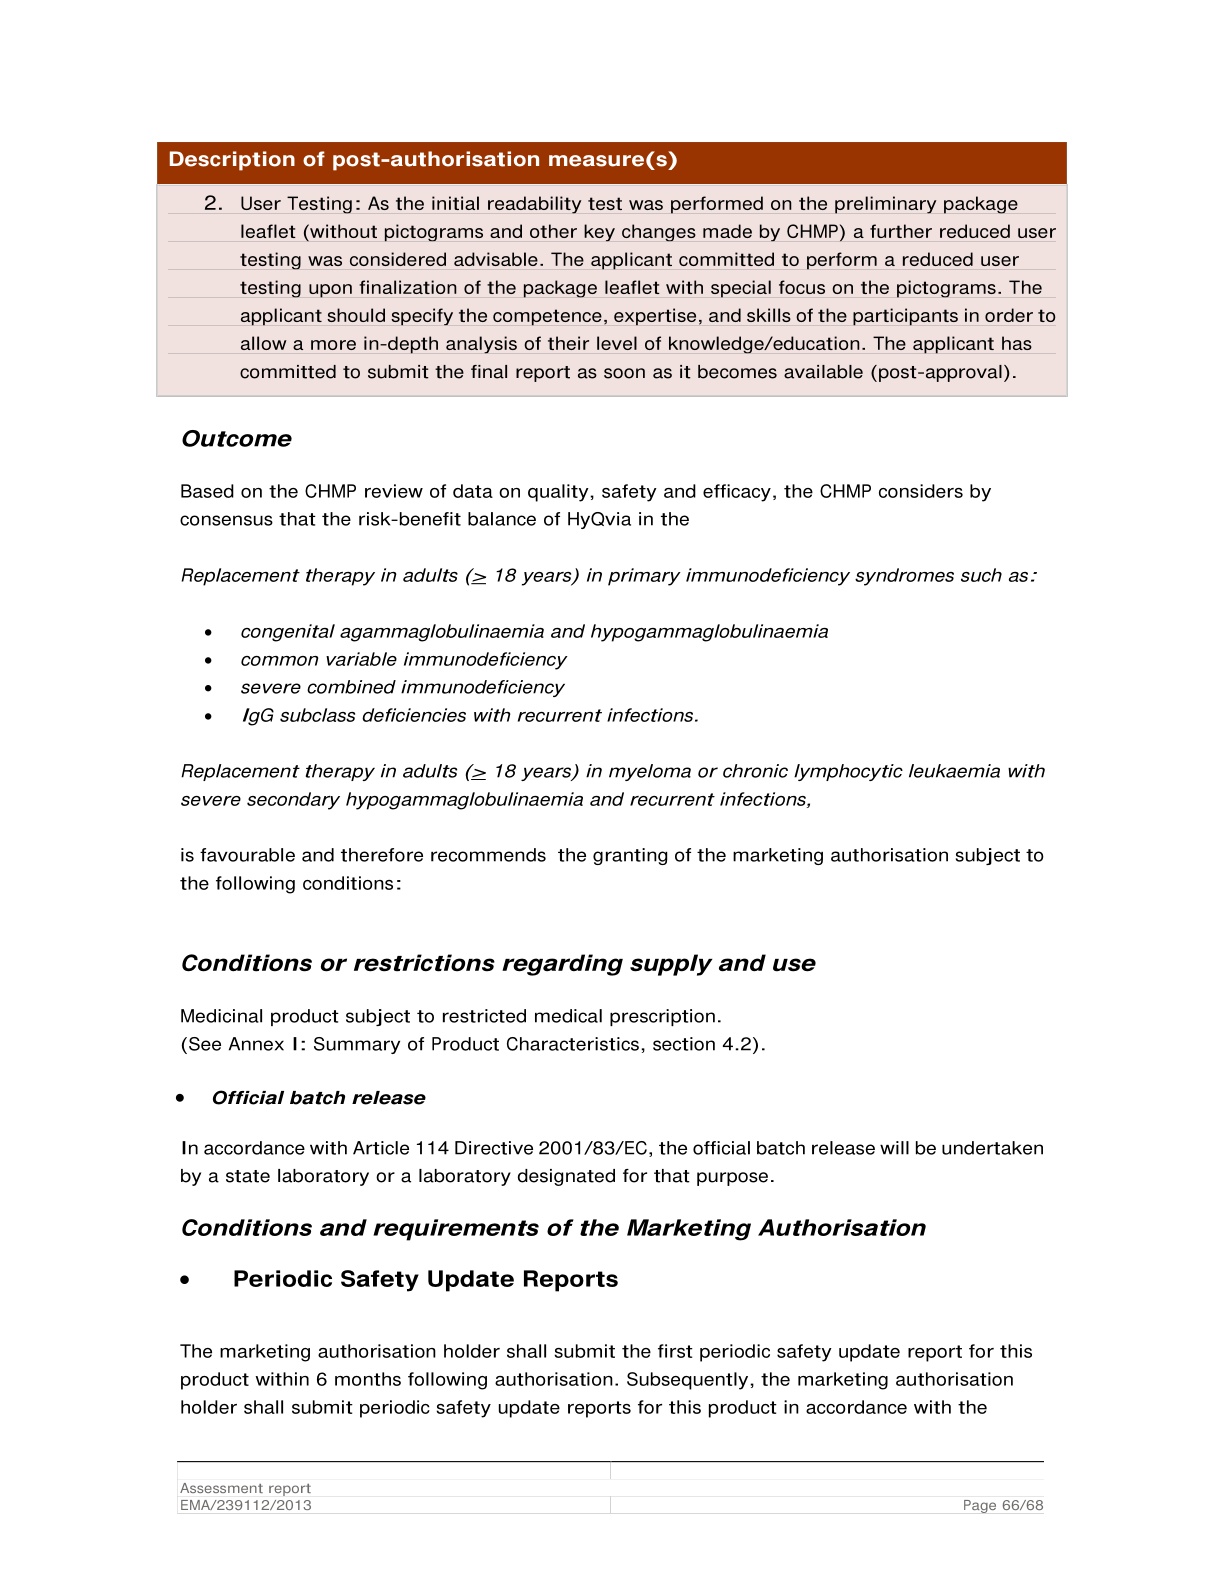 Description of post-authorisation measure(s)
2. User Testing: As the initial readability test was performed on the preliminary package
leaflet (without pictograms and other key changes made by CHMP) a further reduced user
testing was considered advisable. The applicant committed to perform a reduced user
testing upon finalization of the package leaflet with special focus on the pictograms. The
applicant should specify the competence, expertise, and skills of the participants in order to
allow a more in-depth analysis of their level of knowledge/education. The applicant has
committed to submit the final report as soon as it becomes available (post-approval).
Outcome
Based on the CHMP review of data on quality, safety and efficacy, the CHMP considers by
consensus that the risk-benefit balance of HyQvia in the
Replacement therapy in adults (≥ 18 years) in primary immunodeficiency syndromes such as:
• congenital agammaglobulinaemia and hypogammaglobulinaemia
• common variable immunodeficiency
• severe combined immunodeficiency
• IgG subclass deficiencies with recurrent infections.
Replacement therapy in adults (≥ 18 years) in myeloma or chronic lymphocytic leukaemia with
severe secondary hypogammaglobulinaemia and recurrent infections,
is favourable and therefore recommends  the granting of the marketing authorisation subject to
the following conditions:
Conditions or restrictions regarding supply and use
Medicinal product subject to restricted medical prescription.
(See Annex I: Summary of Product Characteristics, section 4.2).
• Official batch release
In accordance with Article 114 Directive 2001/83/EC, the official batch release will be undertaken
by a state laboratory or a laboratory designated for that purpose.
Conditions and requirements of the Marketing Authorisation
• Periodic Safety Update Reports
The marketing authorisation holder shall submit the first periodic safety update report for this
product within 6 months following authorisation. Subsequently, the marketing authorisation
holder shall submit periodic safety update reports for this product in accordance with the
Assessment report
EMA/239112/2013 Page 66/68